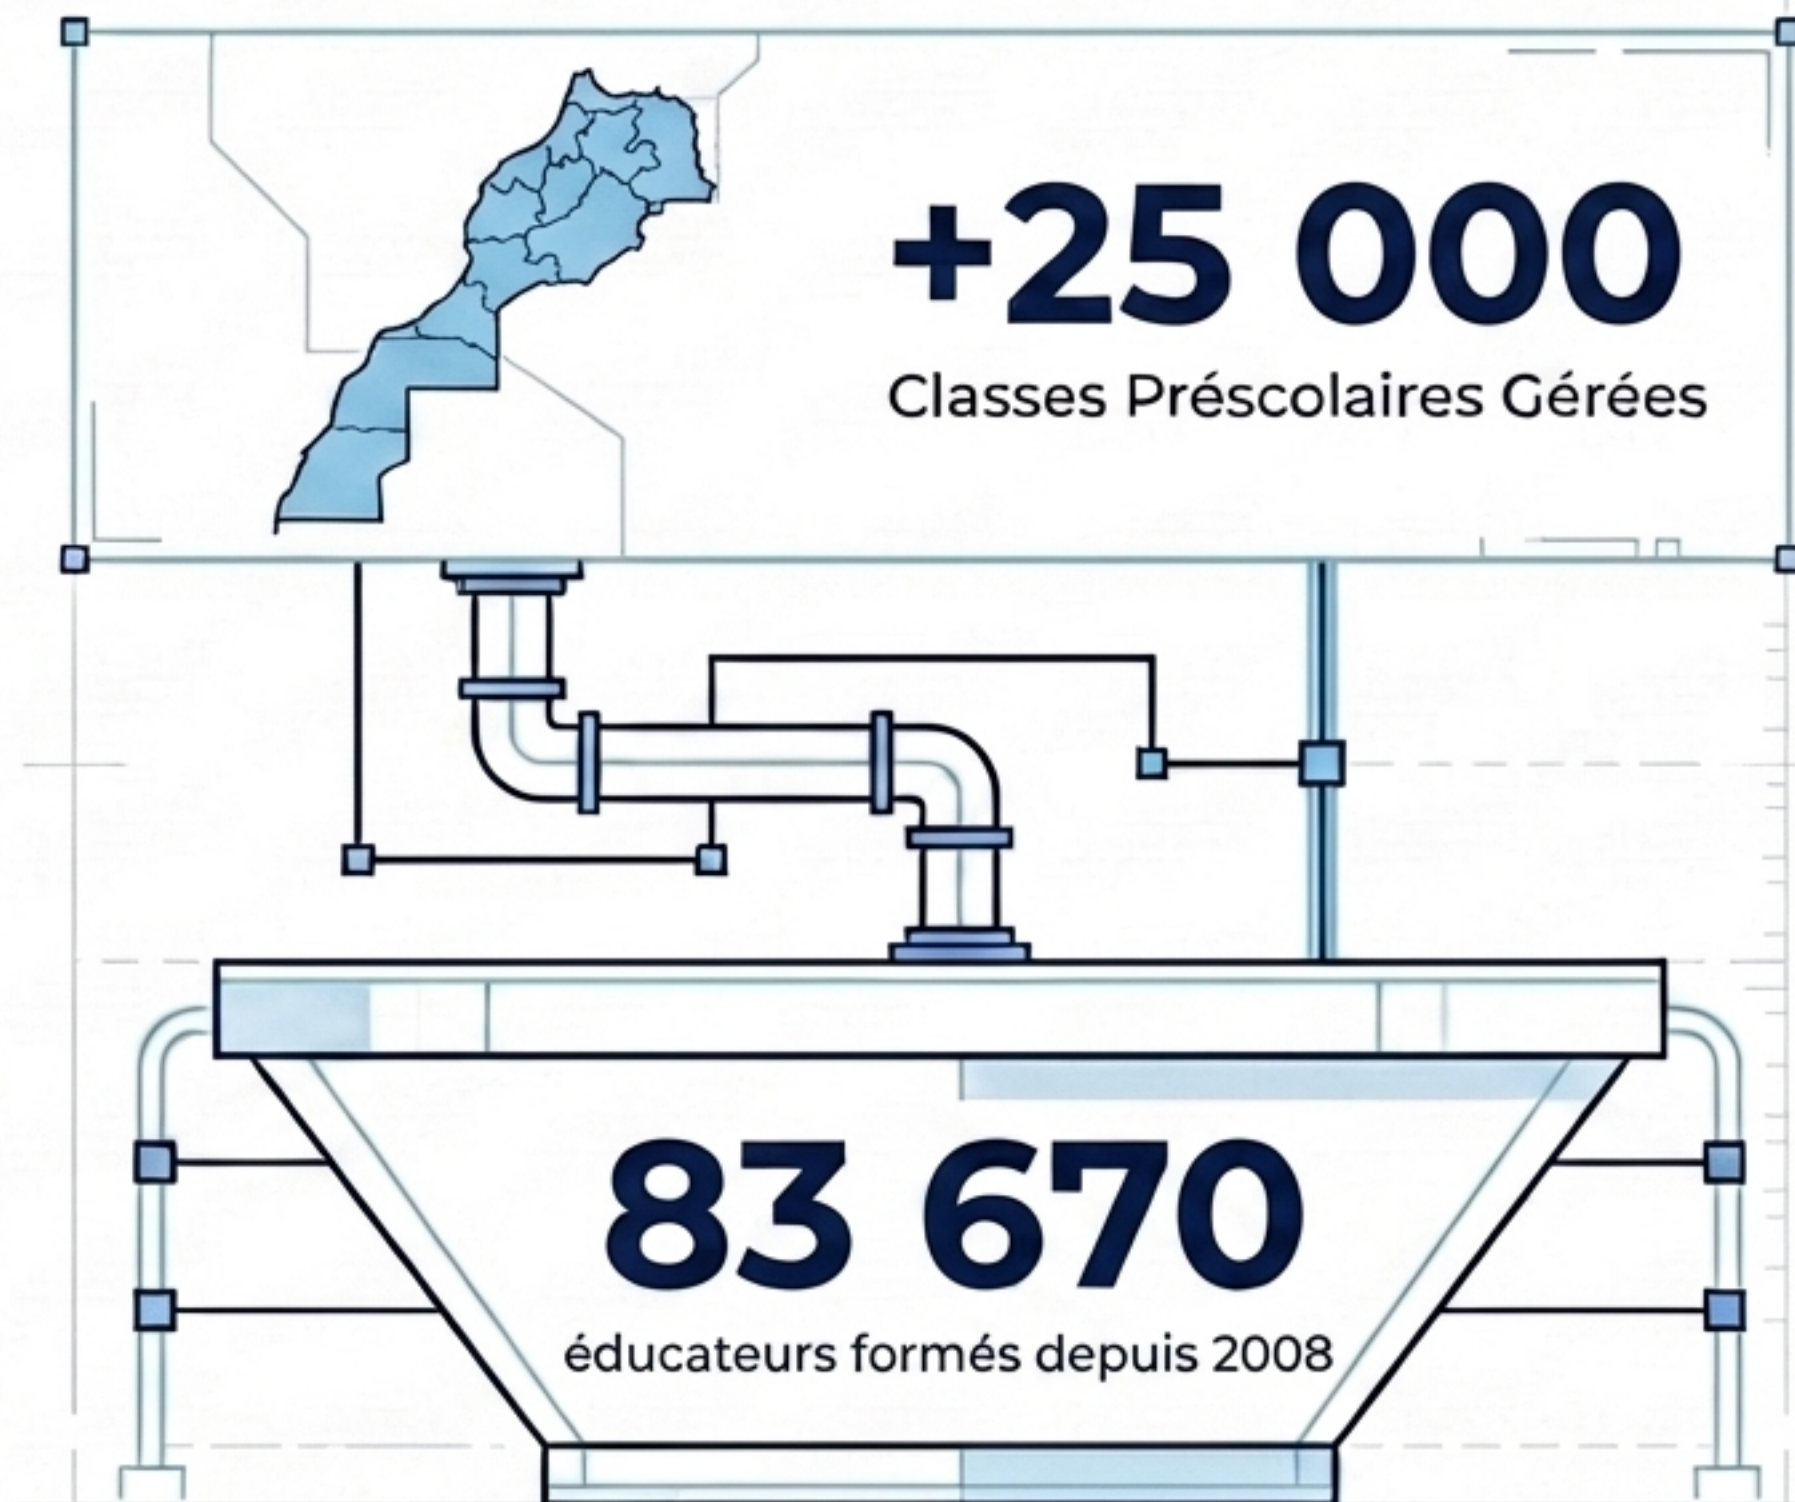 +25 000
Classes Préscolaires Gérées
83 670
éducateurs formés depuis 2008